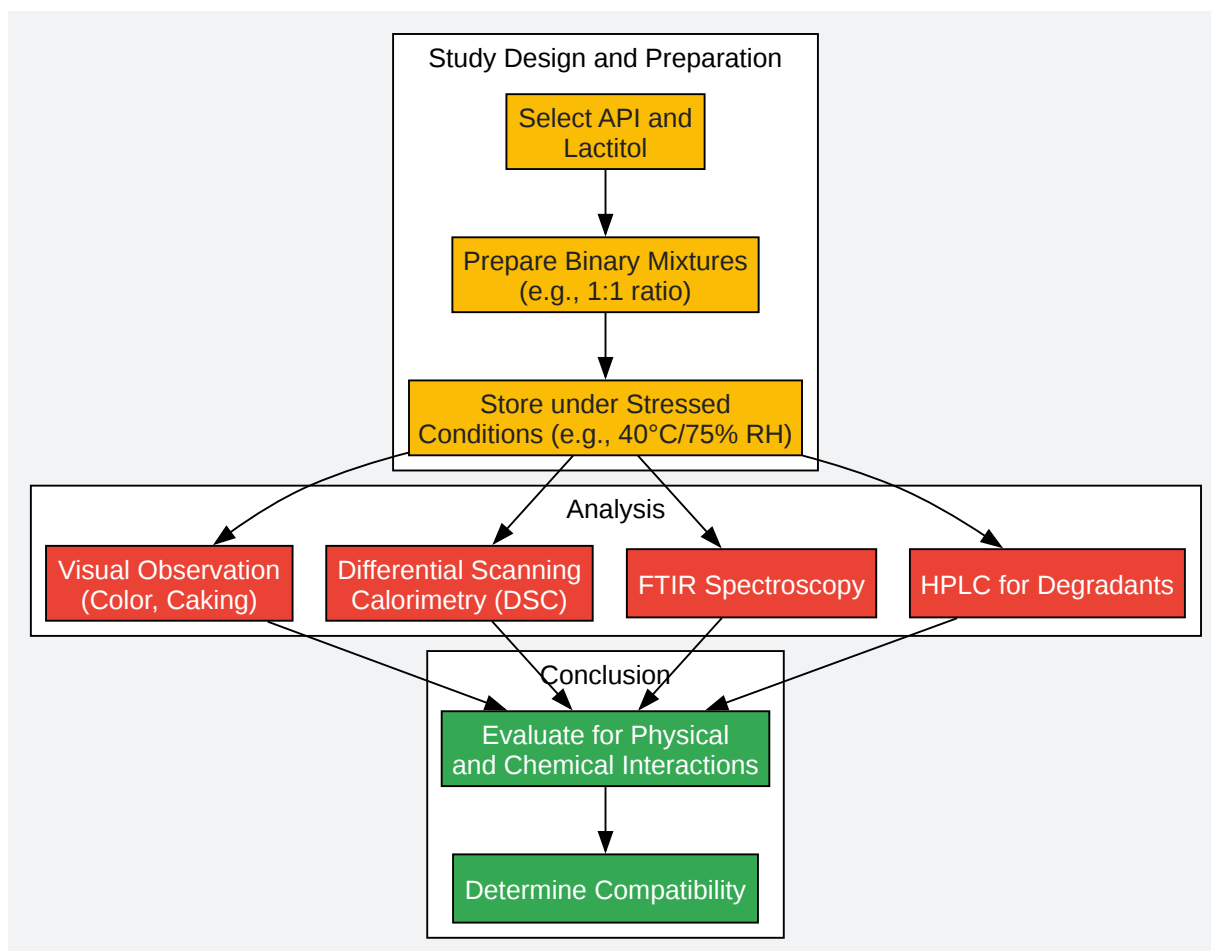 Study Design and Preparation
Select API and
Lactitol
Prepare Binary Mixtures
(e.g., 1:1 ratio)
Store under Stressed
Conditions (e.g., 40°C/75% RH)
Analysis
Visual Observation
(Color, Caking)
Differential Scanning
Calorimetry (DSC)
FTIR Spectroscopy
HPLC for Degradants
Conclusion
Evaluate for Physical
and Chemical Interactions
Determine Compatibility